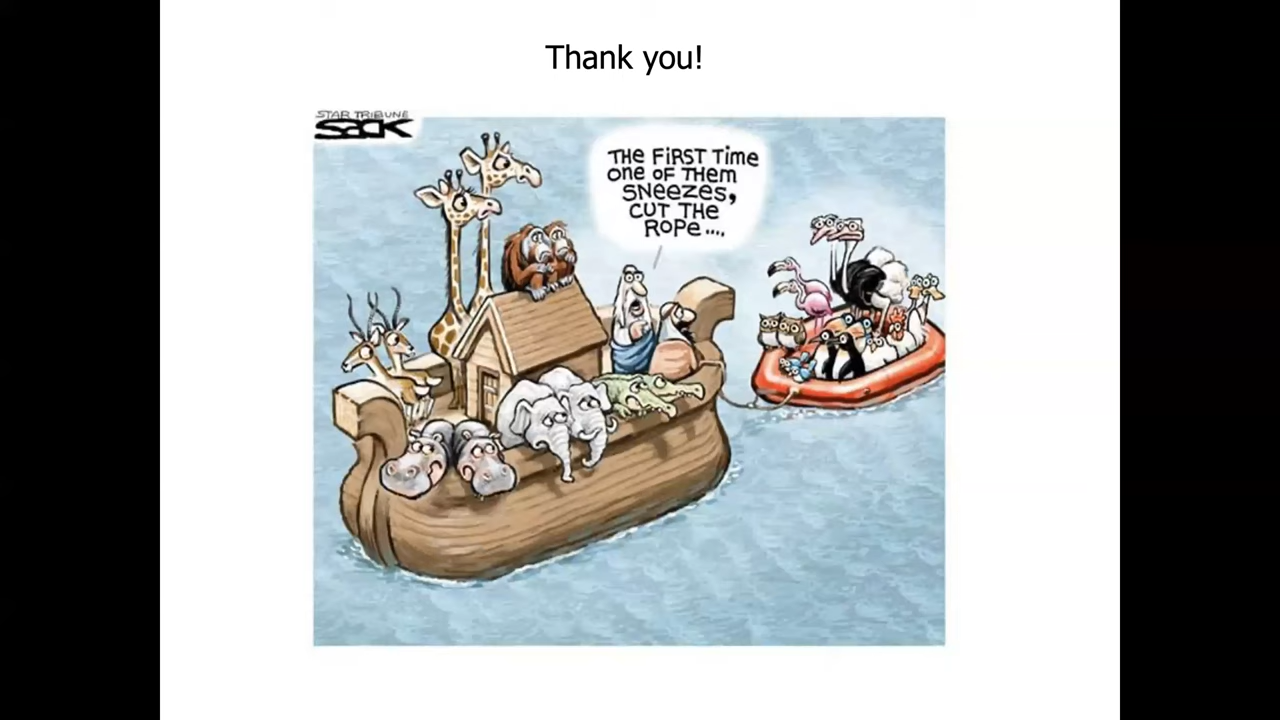 Thank you!
STAR TRIBUNE
SACK
THE FIRST TIME
ONE OF THEM
SNEEZES,
CUT THE
ROPE....